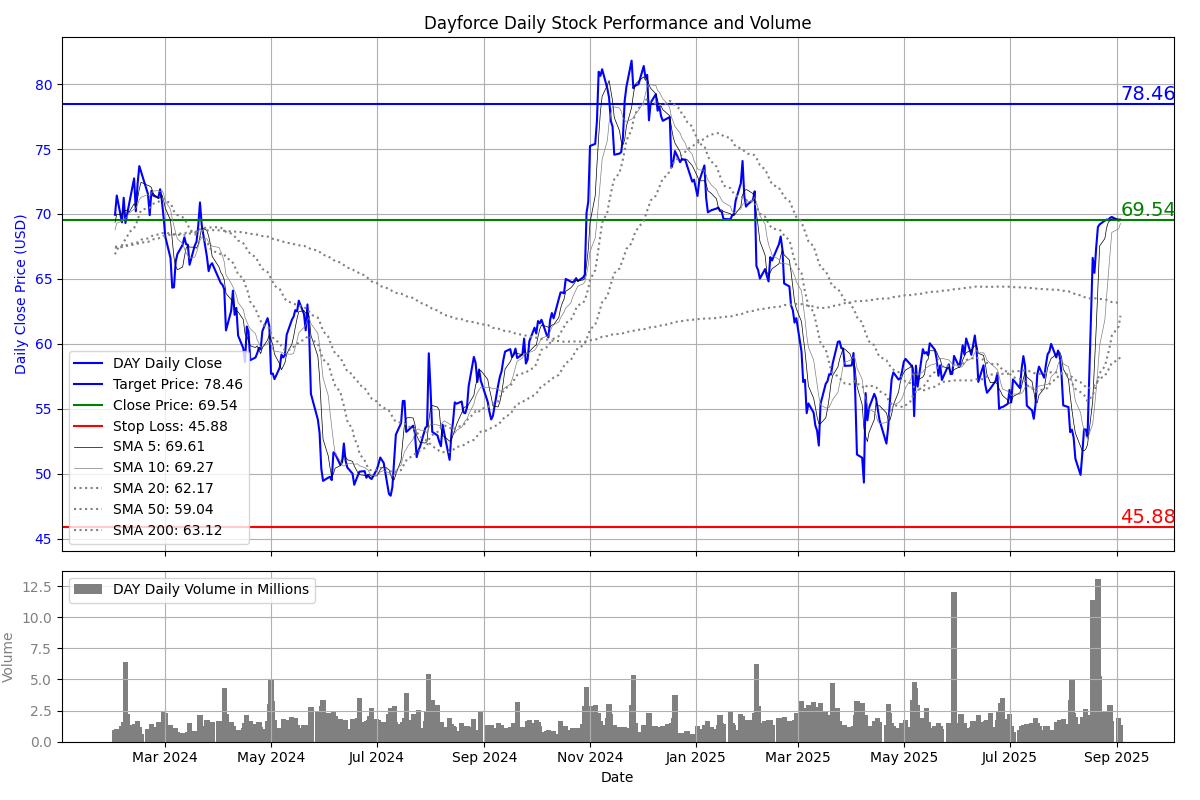 Dayforce Daily Stock Performance and Volume
Daily Close Price (USD)
80
75
70
65
60
55
50
45
78.46
69.54
45.88
DAY Daily Close
Target Price: 78.46
Close Price: 69.54
Stop Loss: 45.88
SMA 5: 69.61
SMA 10: 69.27
SMA 20: 62.17
SMA 50: 59.04
SMA 200: 63.12
Volume
12.5
10.0
7.5
5.0
2.5
0.0
DAY Daily Volume in Millions
Mar 2024 May 2024 Jul 2024 Sep 2024 Nov 2024 Jan 2025 Mar 2025 May 2025 Jul 2025 Sep 2025
Date